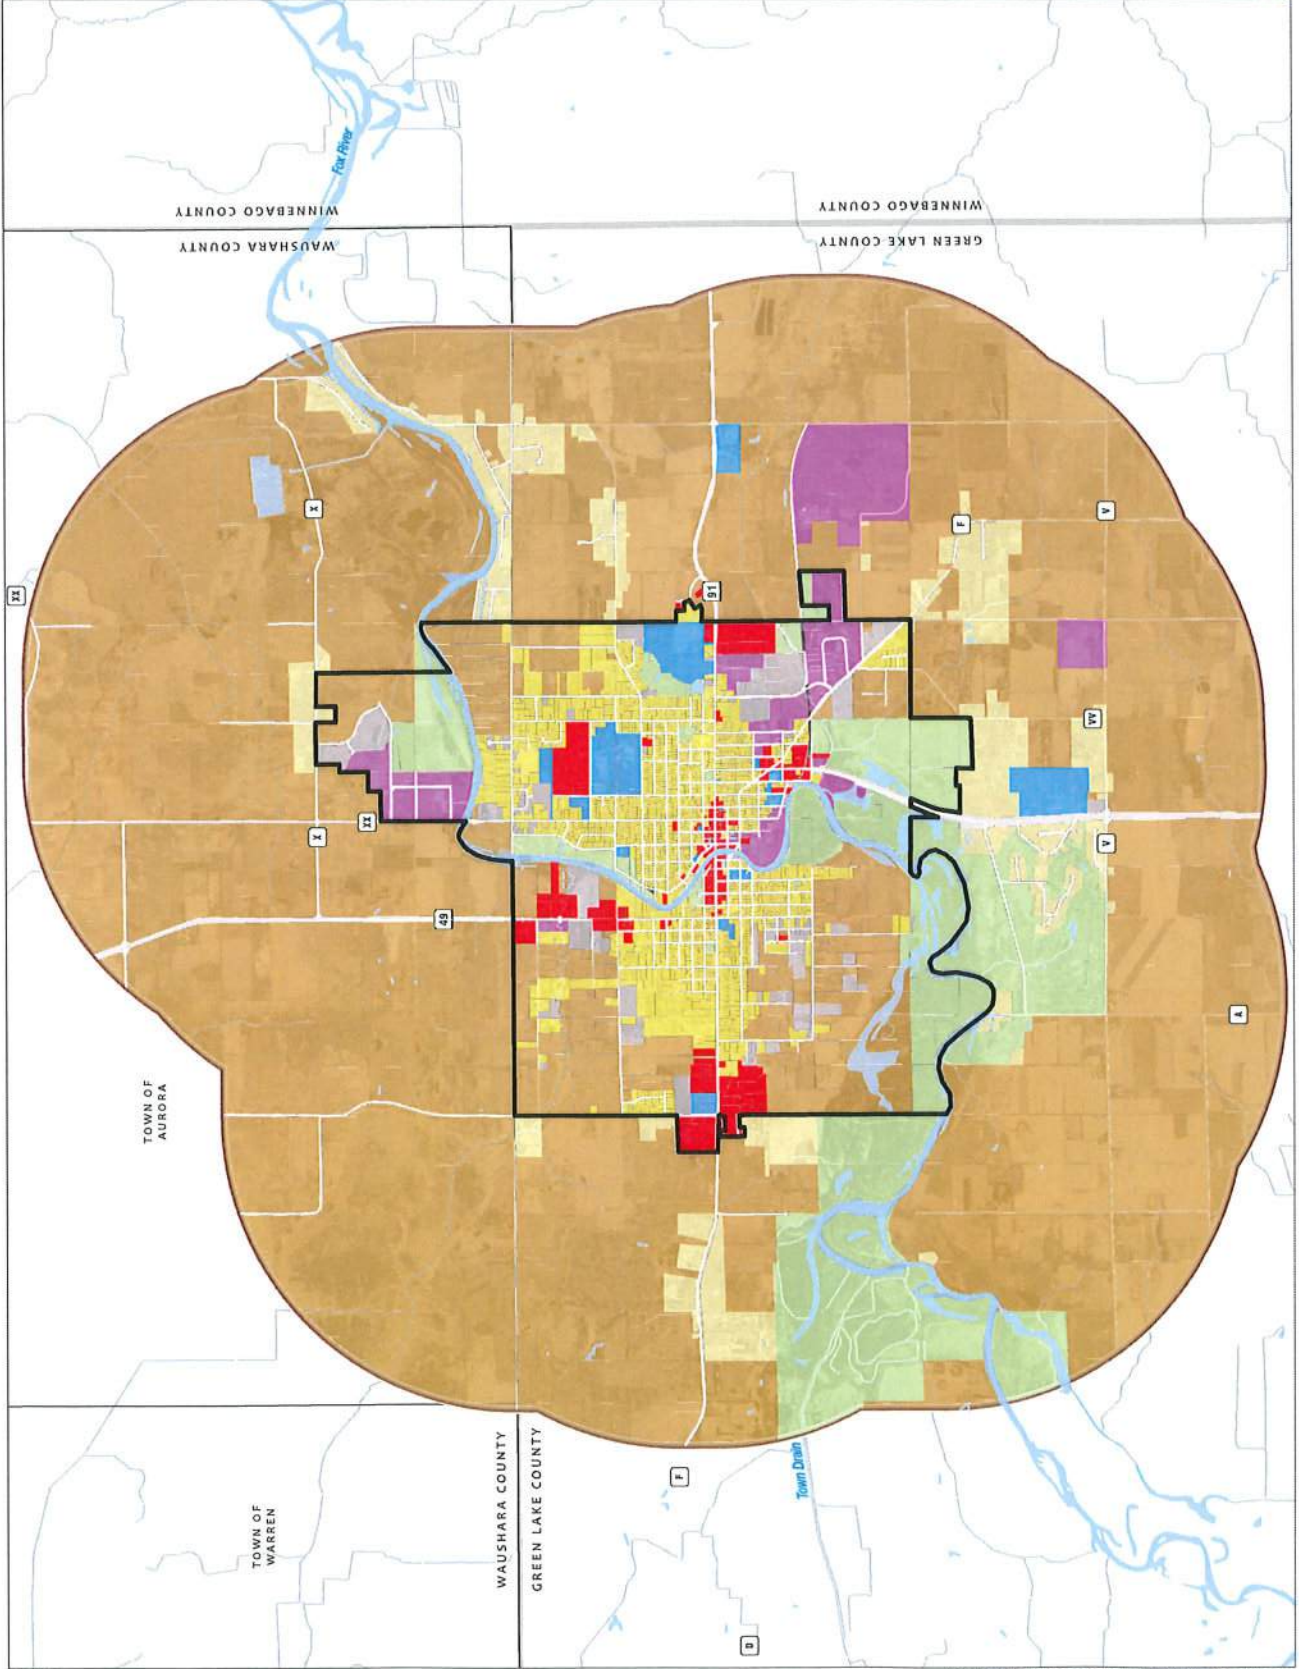 Fox River
WINNEBAGO COUNTY
WAUSHARA COUNTY
WINNEBAGO COUNTY
GREEN LAKE COUNTY
XX
X
F
V
91
VV
XX
X
V
49
A
TOWN OF
AURORA
WAUSHARA COUNTY
GREEN LAKE COUNTY
Town Drain
F
TOWN OF
WARREN
D